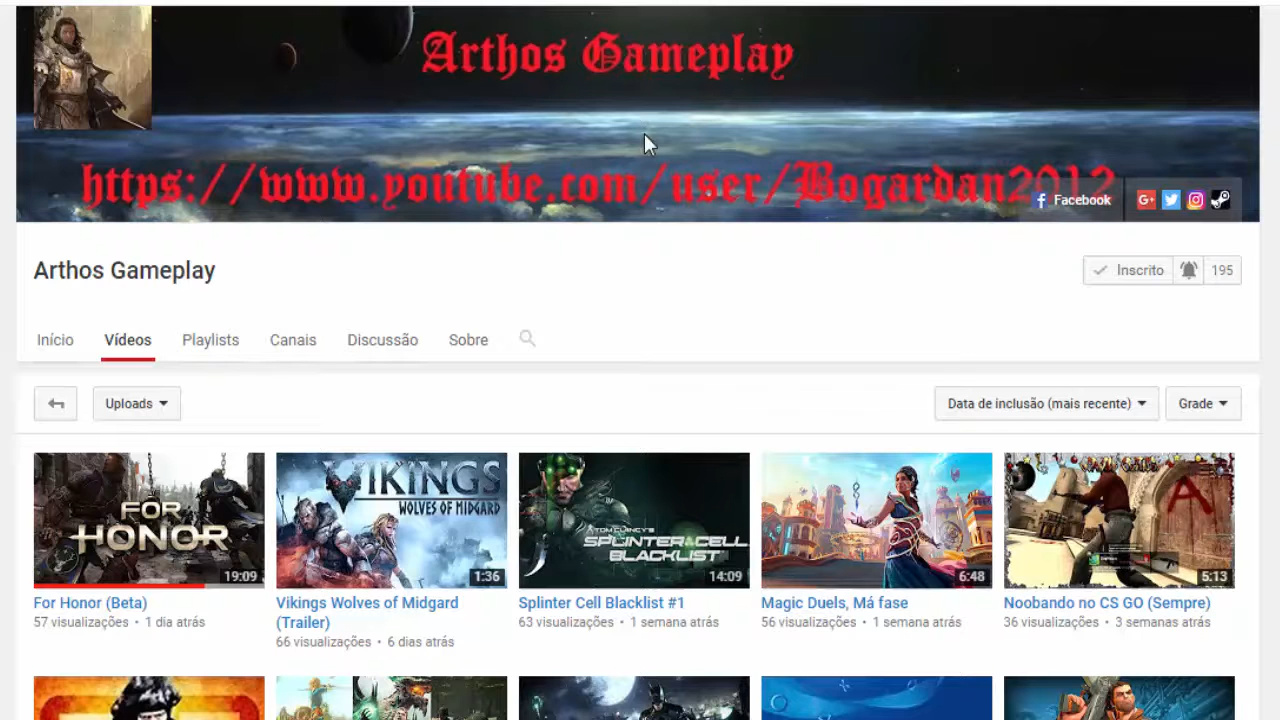 Arthos Gameplay
https://www.youtube.com/user/Bogardan2012
Facebook
G+
Arthos Gameplay
Inscrito 195
Início Vídeos Playlists Canais Discussão Sobre
Uploads Data de inclusão (mais recente) Grade
FOR
HONOR
19:09
VIKINGS
WOLVES OF MIDGARD
1:36
TOM CLANCY'S
SPLINTER CELL
BLACKLIST
14:09
6:48
A
5:13
For Honor (Beta)
57 visualizações • 1 dia atrás
Vikings Wolves of Midgard
(Trailer)
66 visualizações • 6 dias atrás
Splinter Cell Blacklist #1
63 visualizações • 1 semana atrás
Magic Duels, Má fase
56 visualizações • 1 semana atrás
Noobando no CS GO (Sempre)
36 visualizações • 3 semanas atrás